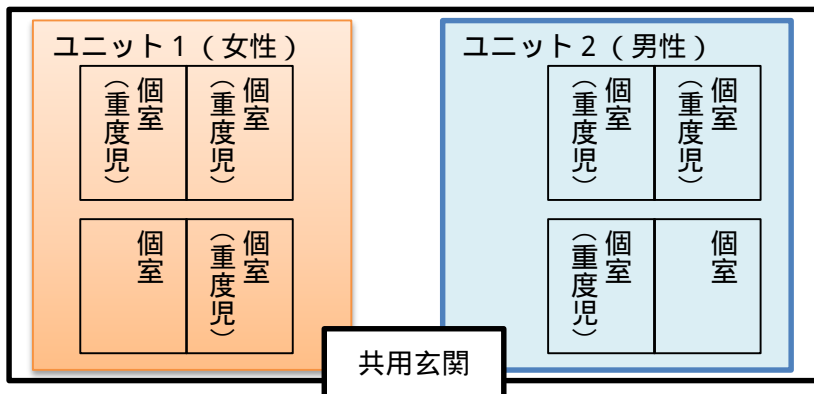 ユニット1（女性）
個室
（重度児）
個室
（重度児）
個室
個室
（重度児）
ユニット2（男性）
個室
（重度児）
個室
（重度児）
個室
（重度児）
個室
共用玄関